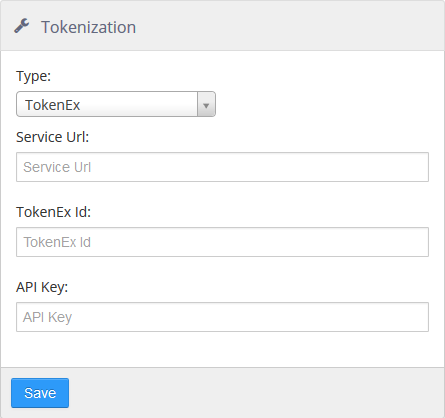 Tokenization
Type:
TokenEx
Service Url:
Service Url
TokenEx Id:
TokenEx Id
API Key:
API Key
Save